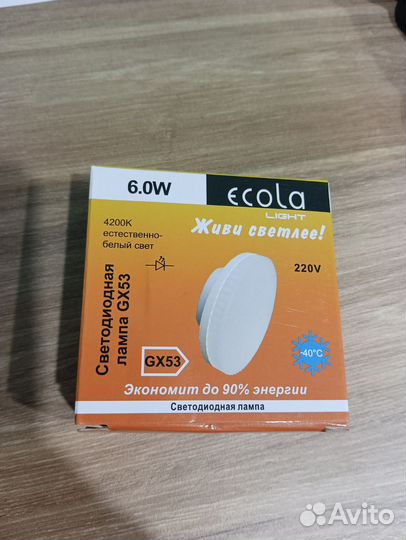 6.0W
ecola
LIGHT
4200K
естественно-
белый свет
Живи светлее!
220V
Светодиодная
лампа GX53
GX53
-40°C
Экономит до 90% энергии
Светодиодная лампа
Avito